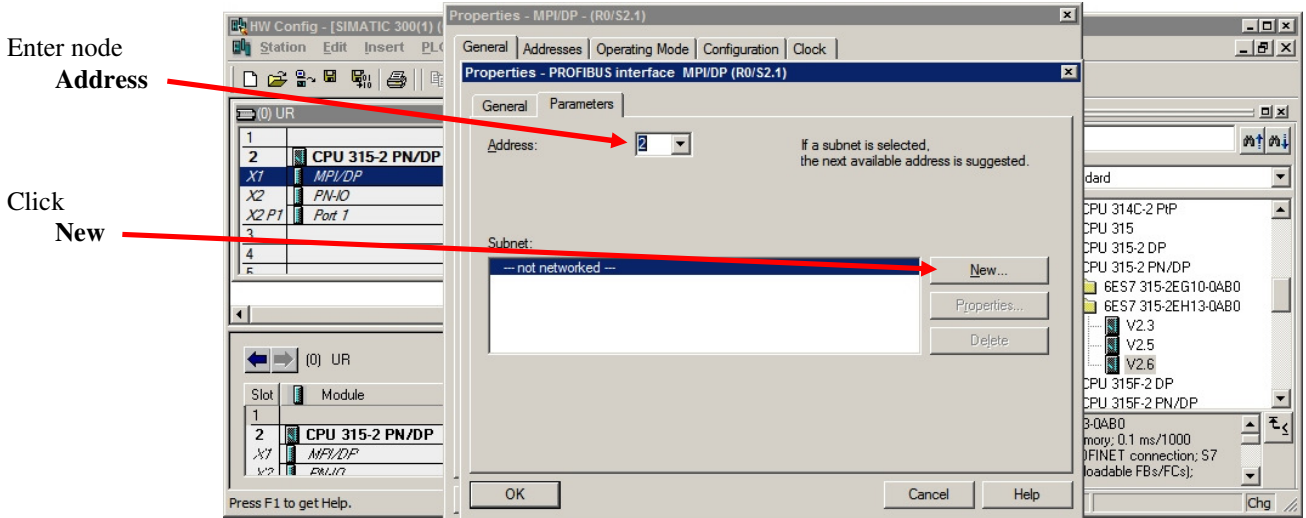 Enter node
Address
Click
New
HW Config - [SIMATIC 300(1) (
Station Edit Insert PLC
(0) UR
1
2 CPU 315-2 PN/DP
X1 MPI/DP
X2 PN-IO
X2 P1 Port 1
3
4
5
(0) UR
Slot Module
1
2 CPU 315-2 PN/DP
X1 MPI/DP
X2 PN-IO
Press F1 to get Help.
Properties - MPI/DP - (R0/S2.1)
General Addresses Operating Mode Configuration Clock
Properties - PROFIBUS interface MPI/DP (R0/S2.1)
General Parameters
Address: 2
If a subnet is selected,
the next available address is suggested.
Subnet:
--- not networked ---
New...
Properties...
Delete
OK Cancel Help
dard
CPU 314C-2 PtP
CPU 315
CPU 315-2 DP
CPU 315-2 PN/DP
6ES7 315-2EG10-0AB0
6ES7 315-2EH13-0AB0
V2.3
V2.5
V2.6
CPU 315F-2 DP
CPU 315F-2 PN/DP
3-0AB0
mory; 0.1 ms/1000
OFINET connection; S7
loadable FBs/FCs);
Chg